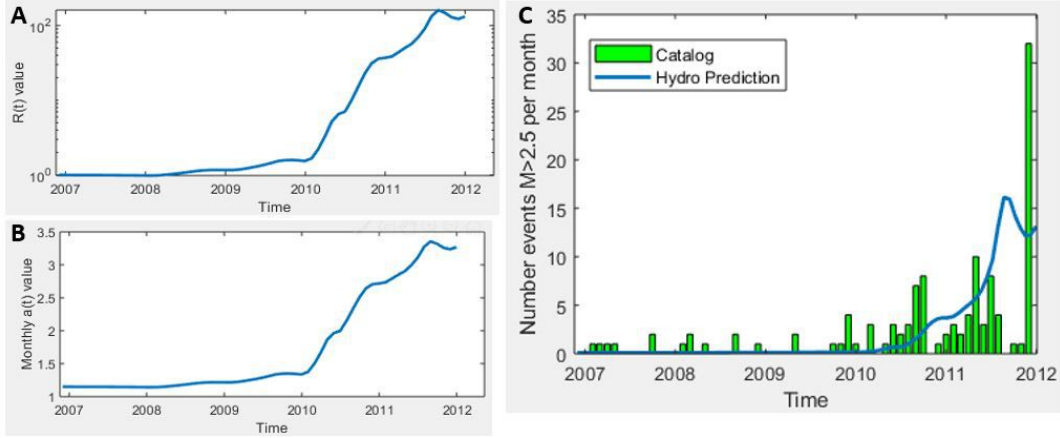 A
R(t) value
10²
10⁰
2007 2008 2009 2010 2011 2012
Time
B
Monthly a(t) value
3.5
3
2.5
2
1.5
1
2007 2008 2009 2010 2011 2012
Time
C
Number events M>2.5 per month
35
30
25
20
15
10
5
0
Catalog
Hydro Prediction
2007 2008 2009 2010 2011 2012
Time